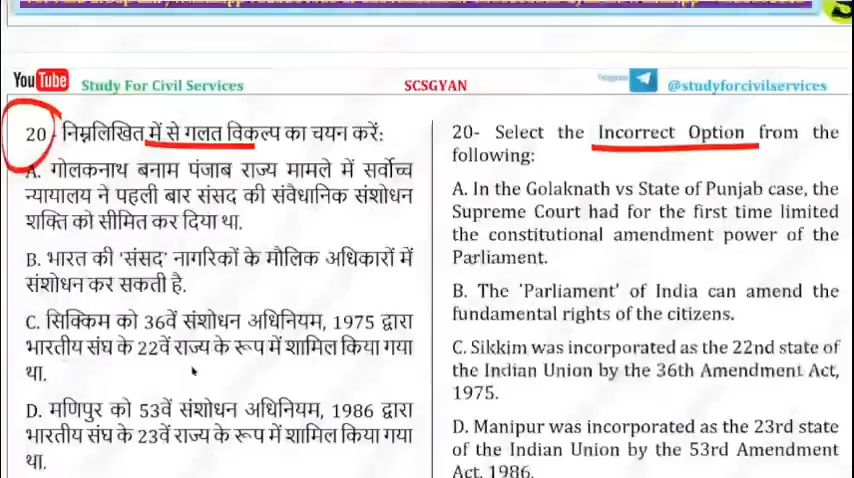 YouTube Study For Civil Services
SCSGYAN
Telegram @studyforcivilservices
20- निम्नलिखित में से गलत विकल्प का चयन करें:
A. गोलकनाथ बनाम पंजाब राज्य मामले में सर्वोच्च
न्यायालय ने पहली बार संसद की संवैधानिक संशोधन
शक्ति को सीमित कर दिया था.
B. भारत की 'संसद' नागरिकों के मौलिक अधिकारों में
संशोधन कर सकती है.
C. सिक्किम को 36वें संशोधन अधिनियम, 1975 द्वारा
भारतीय संघ के 22वें राज्य के रूप में शामिल किया गया
था.
D. मणिपुर को 53वें संशोधन अधिनियम, 1986 द्वारा
भारतीय संघ के 23वें राज्य के रूप में शामिल किया गया
था.
20- Select the Incorrect Option from the
following:
A. In the Golaknath vs State of Punjab case, the
Supreme Court had for the first time limited
the constitutional amendment power of the
Parliament.
B. The 'Parliament' of India can amend the
fundamental rights of the citizens.
C. Sikkim was incorporated as the 22nd state of
the Indian Union by the 36th Amendment Act,
1975.
D. Manipur was incorporated as the 23rd state
of the Indian Union by the 53rd Amendment
Act, 1986.